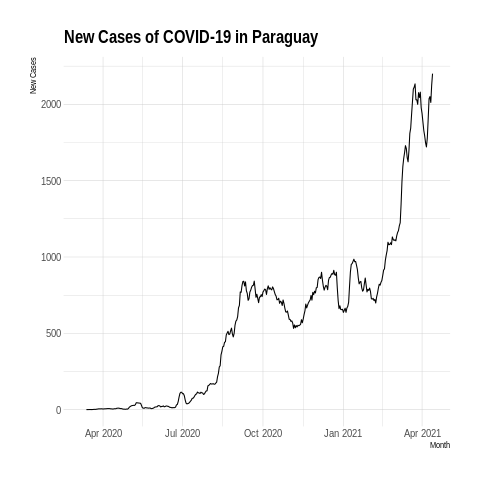 New Cases of COVID-19 in Paraguay
New Cases
2000
1500
1000
500
0
Apr 2020 Jul 2020 Oct 2020 Jan 2021 Apr 2021
Month